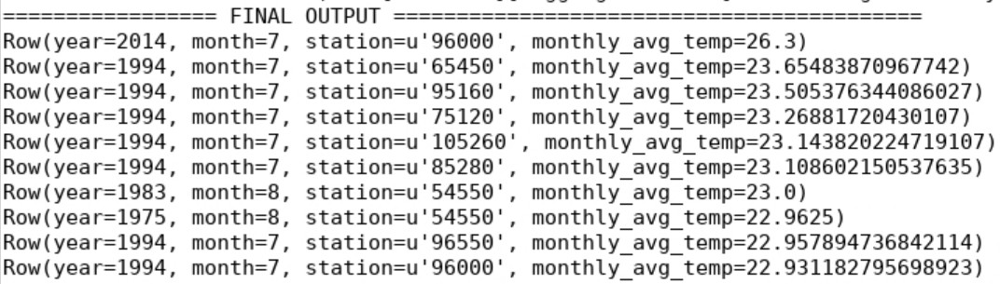 ================= FINAL OUTPUT ==========================================
Row(year=2014, month=7, station=u'96000', monthly_avg_temp=26.3)
Row(year=1994, month=7, station=u'65450', monthly_avg_temp=23.65483870967742)
Row(year=1994, month=7, station=u'95160', monthly_avg_temp=23.505376344086027)
Row(year=1994, month=7, station=u'75120', monthly_avg_temp=23.26881720430107)
Row(year=1994, month=7, station=u'105260', monthly_avg_temp=23.143820224719107)
Row(year=1994, month=7, station=u'85280', monthly_avg_temp=23.108602150537635)
Row(year=1983, month=8, station=u'54550', monthly_avg_temp=23.0)
Row(year=1975, month=8, station=u'54550', monthly_avg_temp=22.9625)
Row(year=1994, month=7, station=u'96550', monthly_avg_temp=22.957894736842114)
Row(year=1994, month=7, station=u'96000', monthly_avg_temp=22.931182795698923)